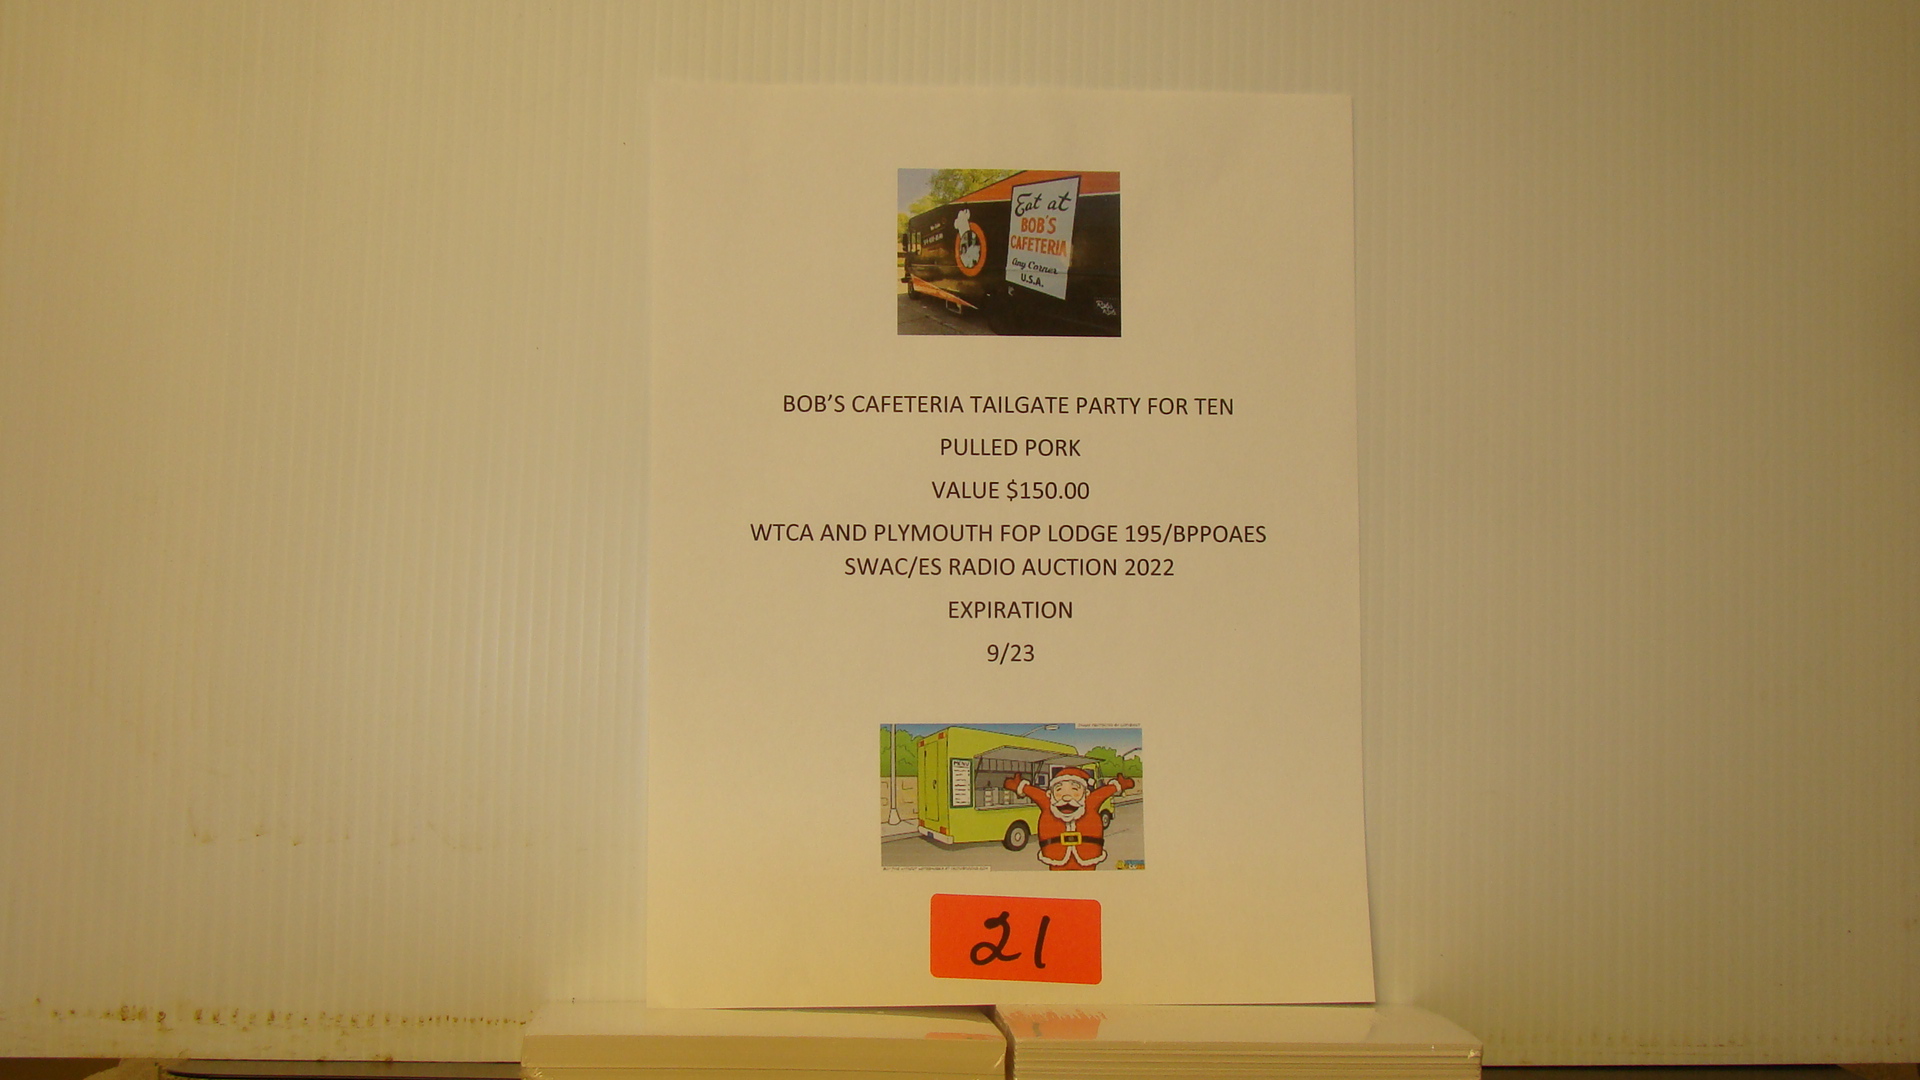 Eat at
BOB'S
CAFETERIA
Any Corner
U.S.A.
BOB'S CAFETERIA TAILGATE PARTY FOR TEN
PULLED PORK
VALUE $150.00
WTCA AND PLYMOUTH FOP LODGE 195/BPPOAES
SWAC/ES RADIO AUCTION 2022
EXPIRATION
9/23
MENU
21